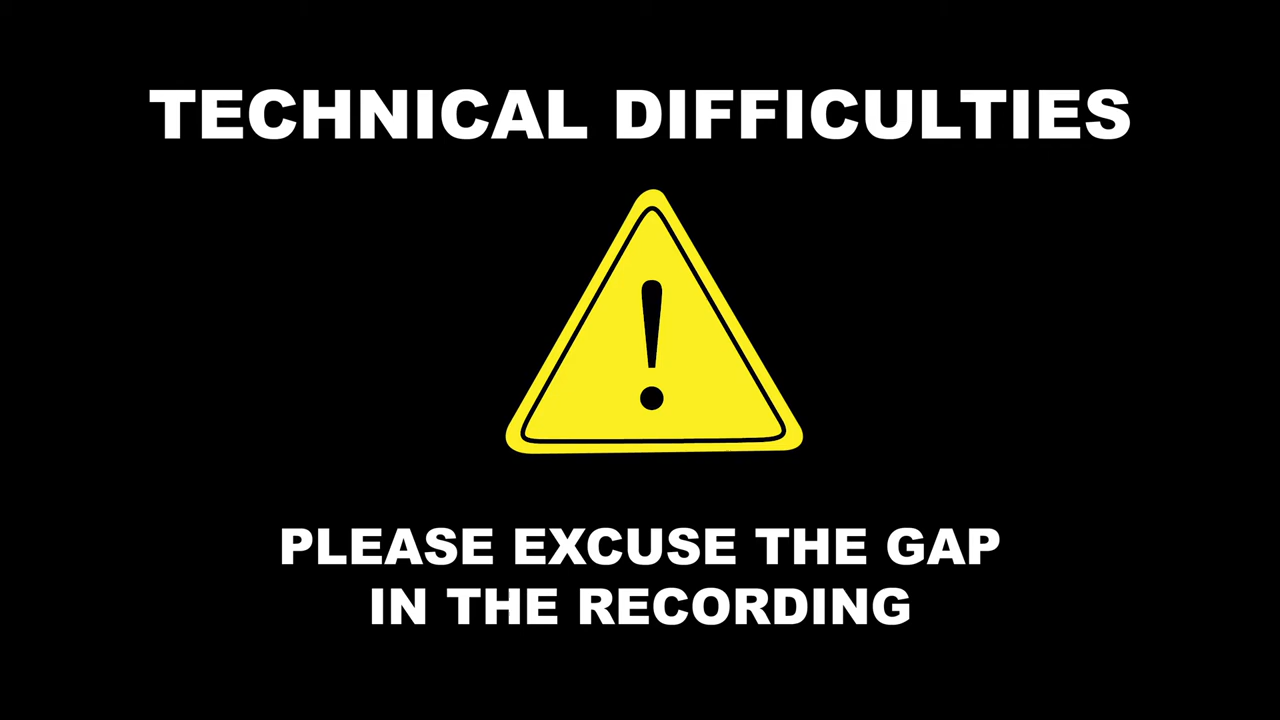 TECHNICAL DIFFICULTIES
!
PLEASE EXCUSE THE GAP
IN THE RECORDING